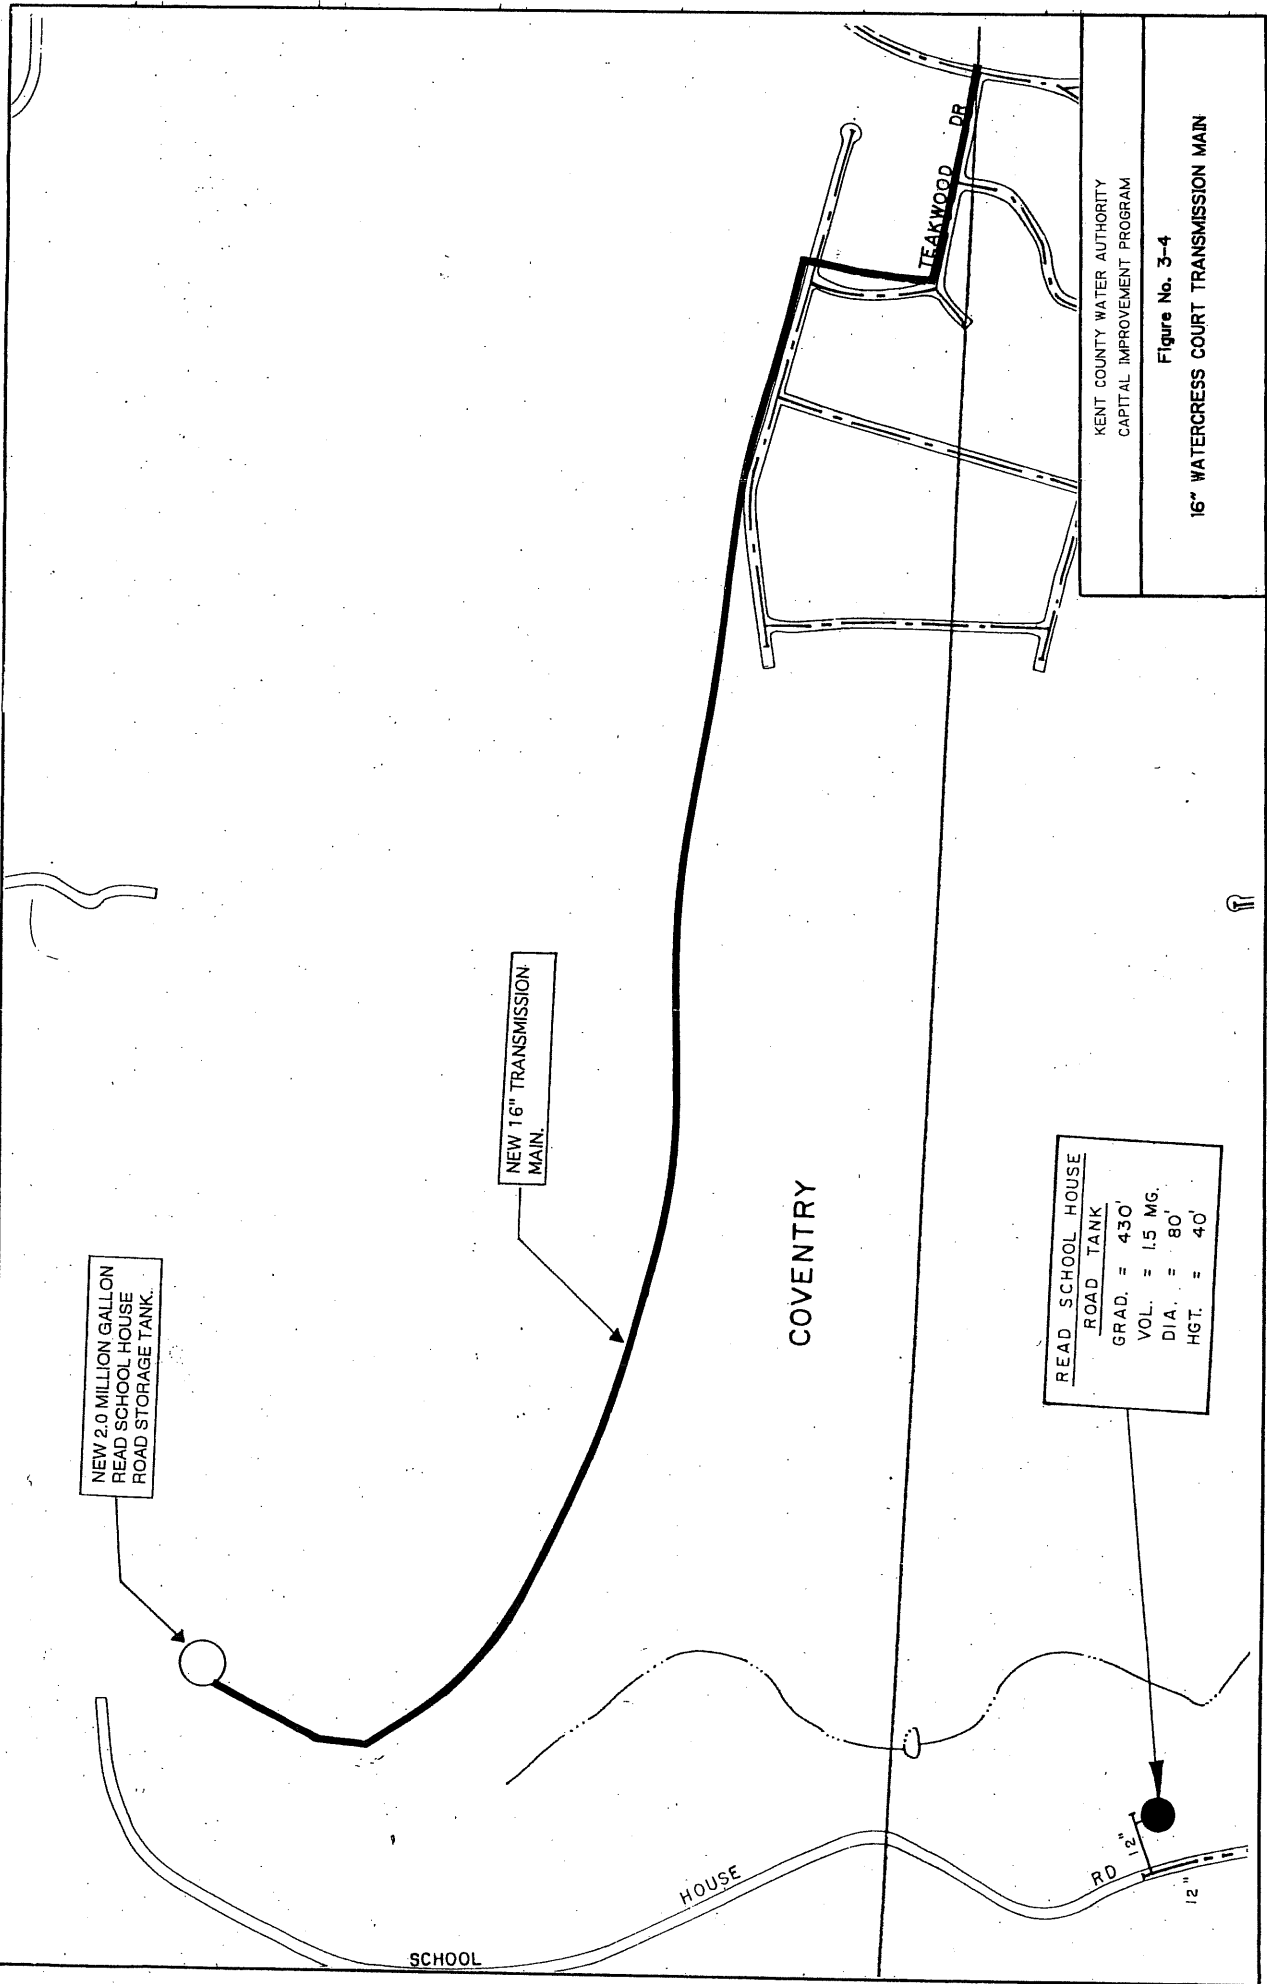 NEW 2.0 MILLION GALLON
READ SCHOOL HOUSE
ROAD STORAGE TANK.
NEW 16" TRANSMISSION
MAIN.
TEAKWOOD DR
COVENTRY
SCHOOL
HOUSE
RD
12"
12"
READ SCHOOL HOUSE
ROAD TANK
GRAD. = 430'
VOL. = 1.5 MG.
DIA. = 80'
HGT. = 40'
KENT COUNTY WATER AUTHORITY
CAPITAL IMPROVEMENT PROGRAM
Figure No. 3-4
16" WATERCRESS COURT TRANSMISSION MAIN